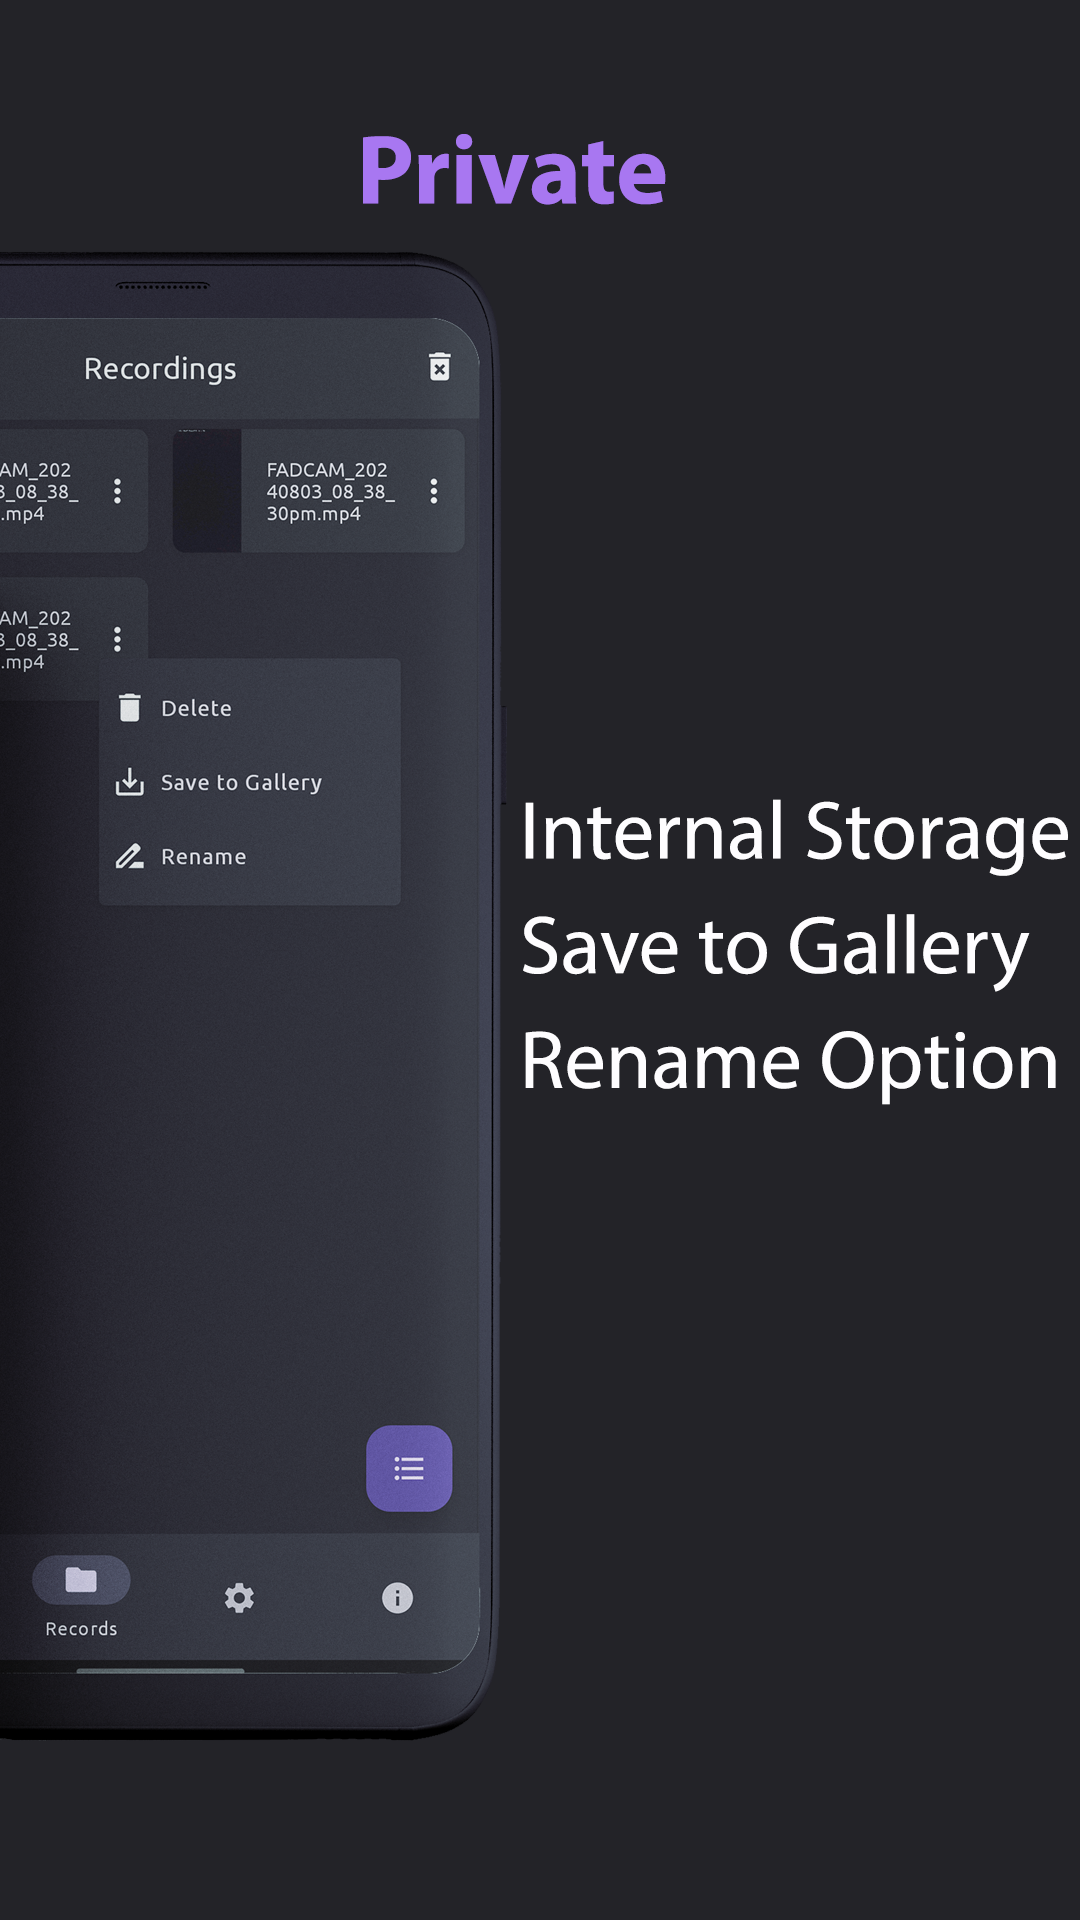 Private
Recordings
AM_202
3_08_38_
.mp4
FADCAM_202
40803_08_38_
30pm.mp4
AM_202
3_08_38_
.mp4
Delete
Save to Gallery
Rename
Internal Storage
Save to Gallery
Rename Option
Records